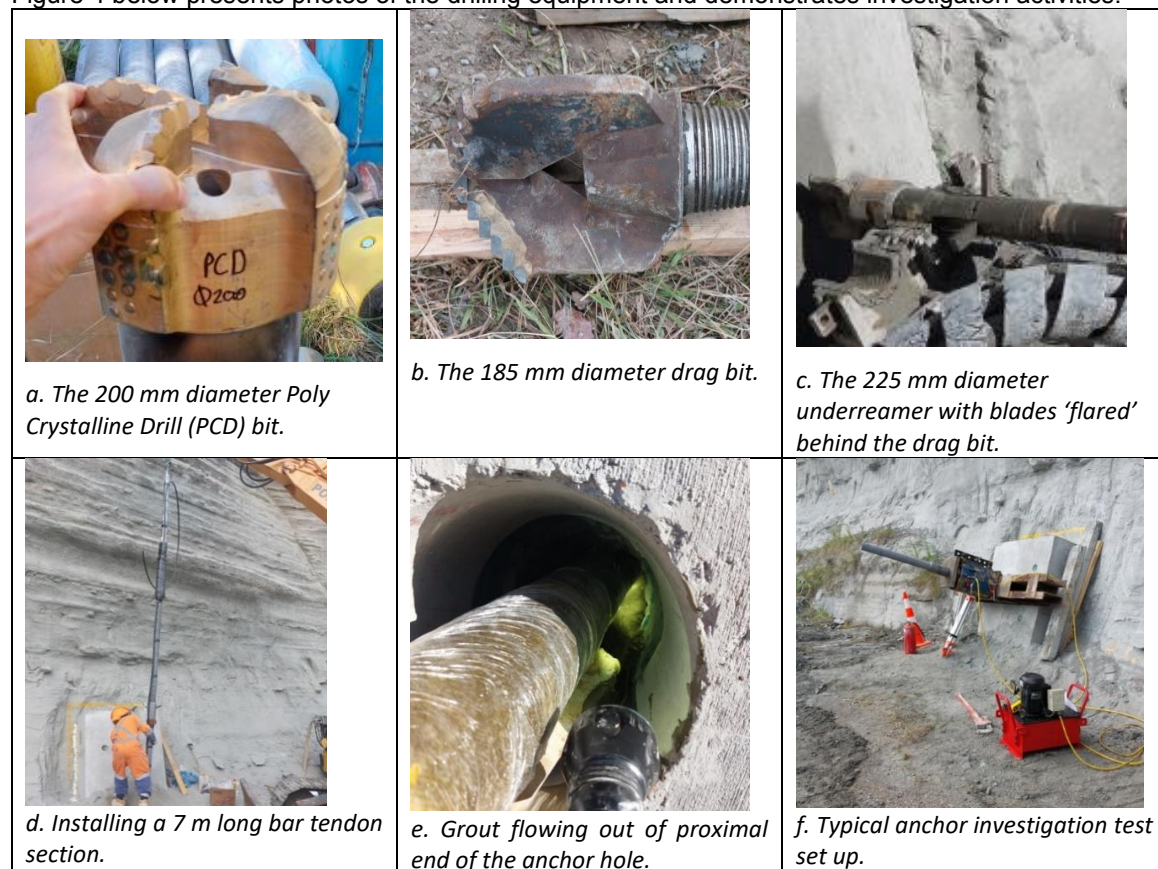 Figure below presents photos of the drilling equipment and demonstrates investigation activities.
PCD
Φ200
a. The 200 mm diameter Poly
Crystalline Drill (PCD) bit.
b. The 185 mm diameter drag bit.
c. The 225 mm diameter
underreamer with blades ‘flared’
behind the drag bit.
PO
d. Installing a 7 m long bar tendon
section.
e. Grout flowing out of proximal
end of the anchor hole.
f. Typical anchor investigation test
set up.